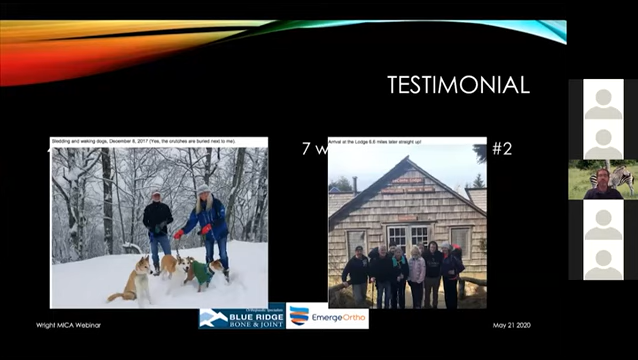 TESTIMONIAL
Sledding and walking dogs, December 8, 2017 (Yes, the crutches are buried next to me).
7 w
Arrival at the Lodge 6.6 miles later straight up!
#2
BLUE RIDGE
BONE & JOINT
EmergeOrtho
Wright MICA Webinar
May 21 2020